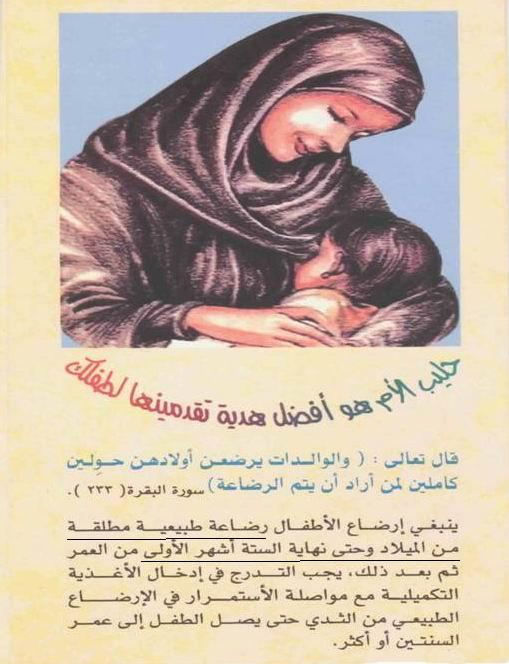 حليب الأم هو أفضل هدية تقدمينها لطفلك
قال تعالى : ( والوالدات يرضعن أولادهن حولين
كاملين لمن أراد أن يتم الرضاعة ) سورة البقرة ( ٢٣٣ ) .
ينبغي إرضاع الأطفال رضاعة طبيعية مطلقة
من الميلاد وحتى نهاية الستة أشهر الأولى من العمر
ثم بعد ذلك، يجب التدرج في إدخال الأغذية
التكميلية مع مواصلة الأستمرار في الإرضاع
الطبيعي من الثدي حتى يصل الطفل إلى عمر
السنتين أو أكثر.